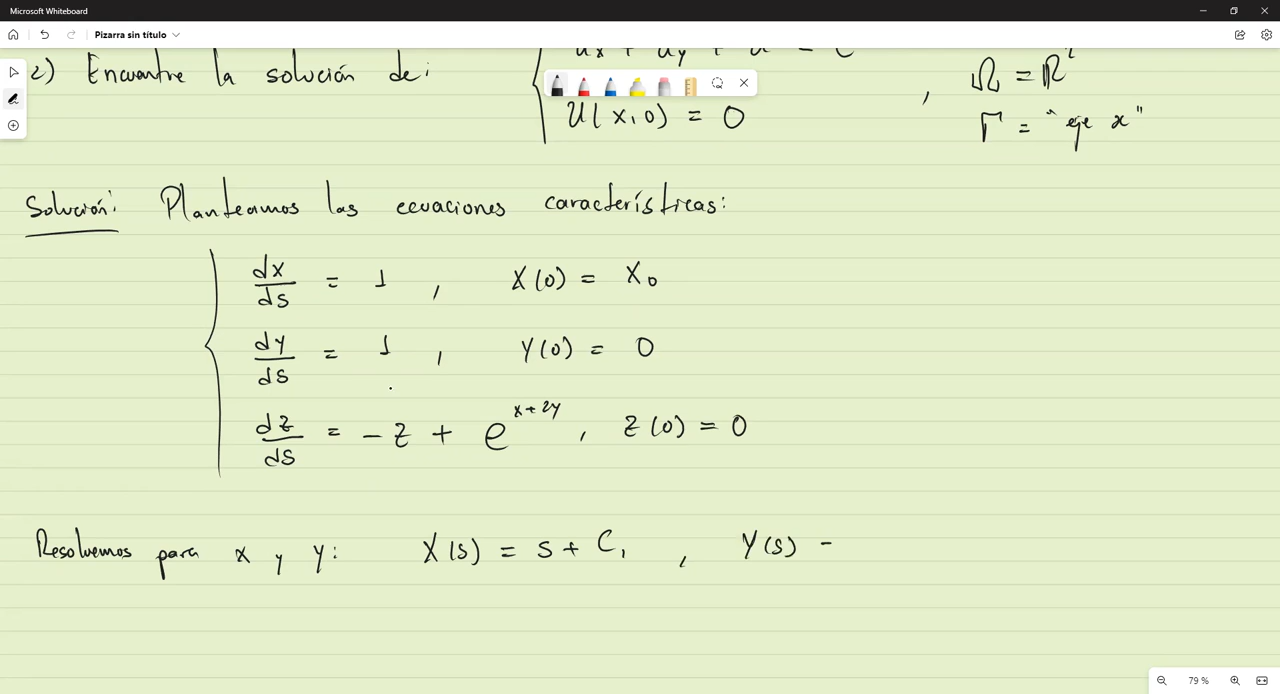 Microsoft Whiteboard
Pizarra sin título
2) Encuentre la solución de:
U(x,0) = 0
, Ω = ℝ²
Γ = "eje x"
Solución: Planteamos las ecuaciones características:
dx/ds = 1 , X(0) = X₀
dy/ds = 1 , Y(0) = 0
dz/ds = -z + e^(x+2y) , Z(0) = 0
Resolvemos para x y y: X(s) = s + C₁ , Y(s) -
79 %